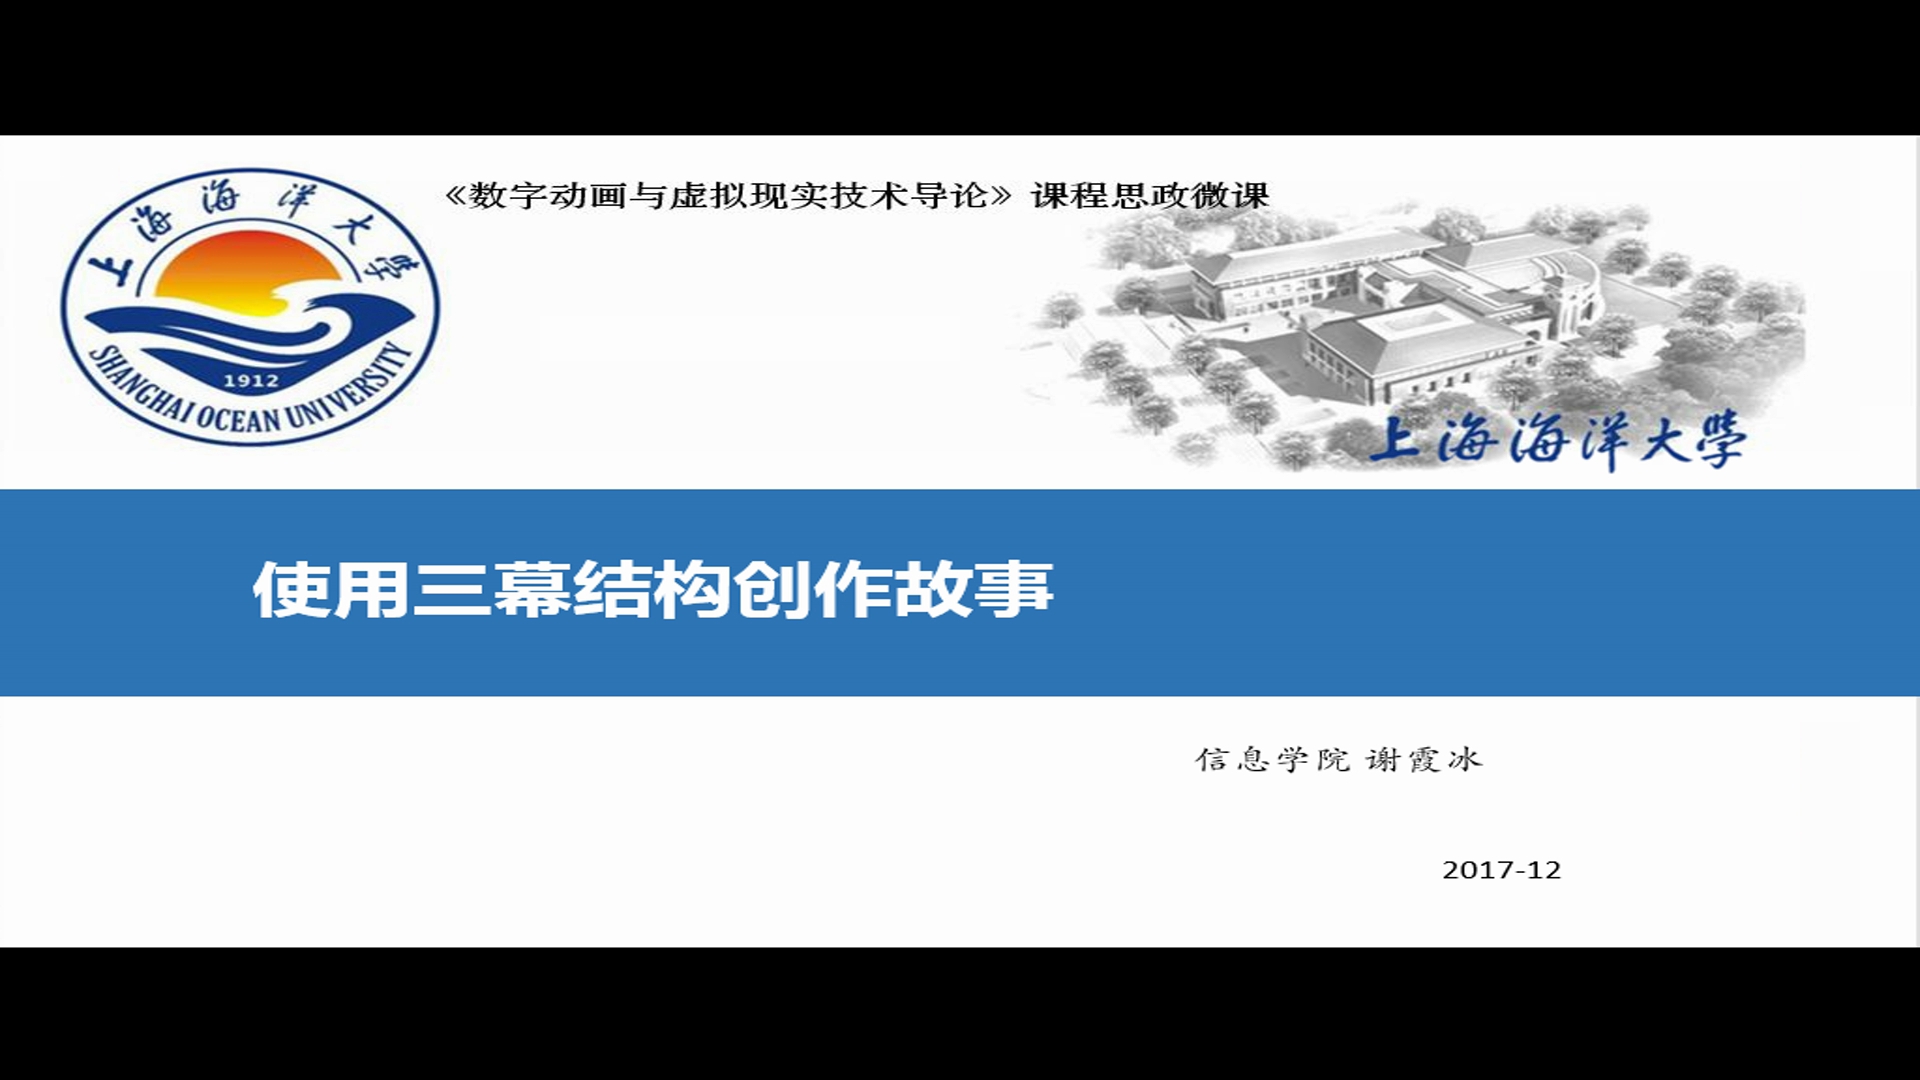 《数字动画与虚拟现实技术导论》课程思政微课
上海海洋大學
1912
SHANGHAI OCEAN UNIVERSITY
上海海洋大學
使用三幕结构创作故事
信息学院 谢霞冰
2017-12